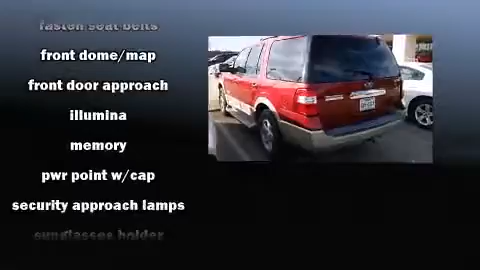 fasten seat belts
front dome/map
front door approach
illumina
memory
pwr point w/cap
security approach lamps
sunglasses holder